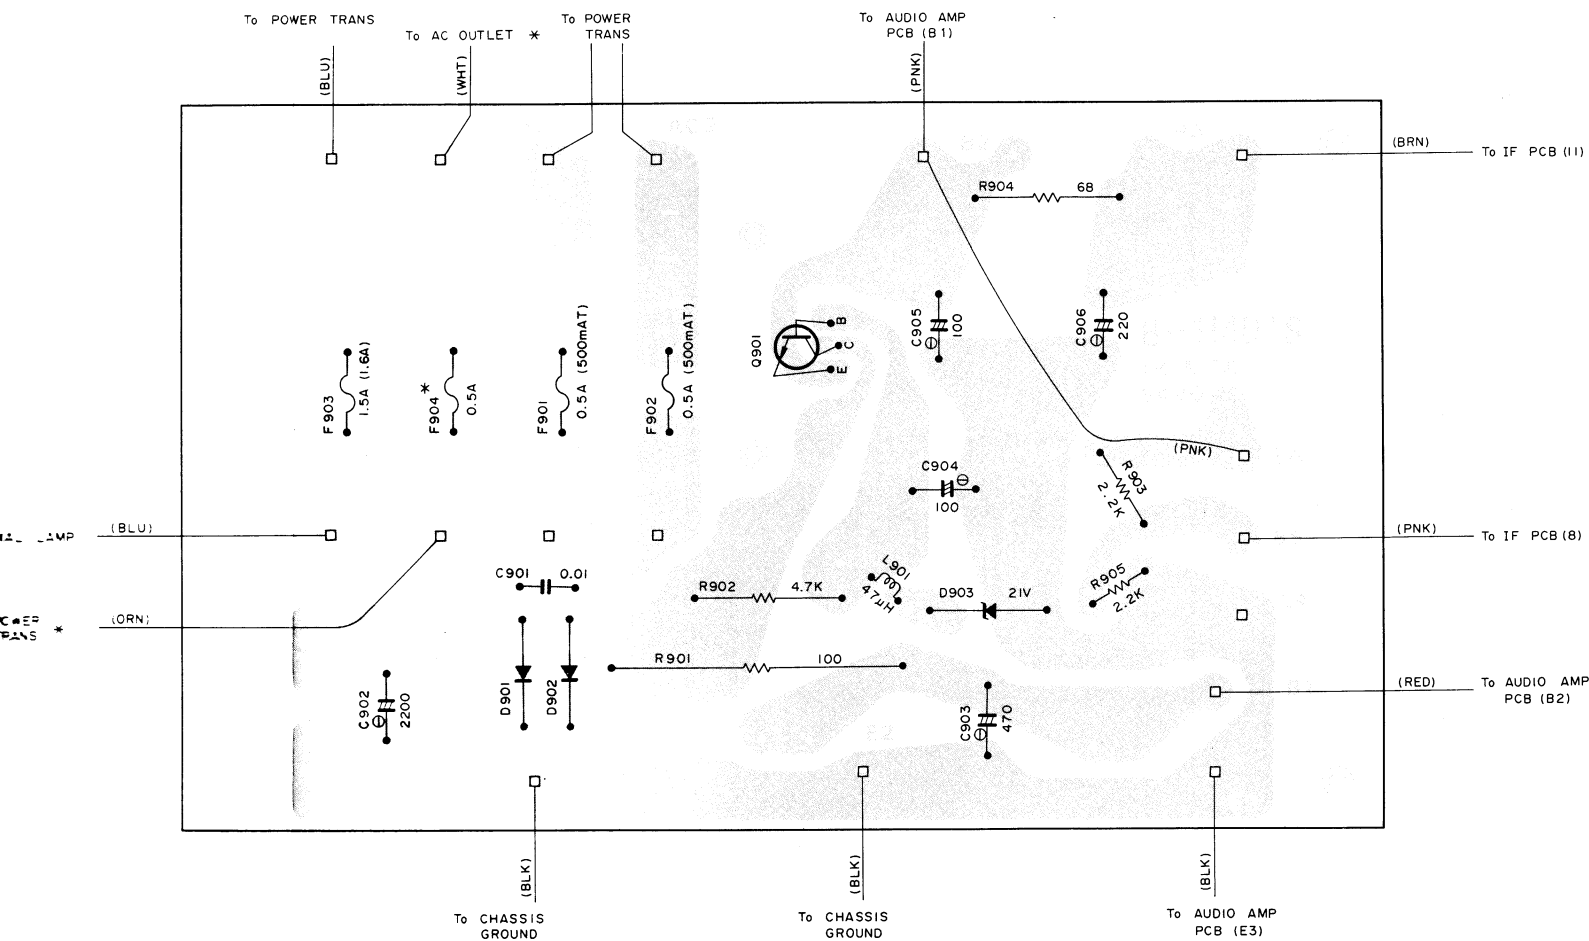 To POWER TRANS
To AC OUTLET *
To POWER
TRANS
To AUDIO AMP
PCB (B1)
(BLU)
(WHT)
(PNK)
(BRN)
To IF PCB (11)
R904 68
Q901
B
C
E
C905
100
C906
220
F903
1.5A (1.6A)
*
F904
0.5A
F901
0.5A (500mAT)
F902
0.5A (500mAT)
(PNK)
C904
100
R903
2.2K
LAMP
(BLU)
(PNK)
To IF PCB (8)
C901 0.01
R902 4.7K
L901
47μH
D903 21V
R905
2.2K
TRANS *
(ORN)
R901 100
D901
D902
C902
2200
C903
470
E2
(RED)
To AUDIO AMP
PCB (B2)
(BLK)
(BLK)
(BLK)
To CHASSIS
GROUND
To CHASSIS
GROUND
To AUDIO AMP
PCB (E3)